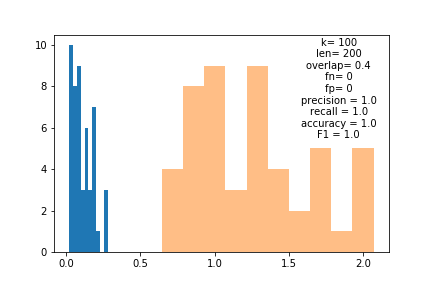 k= 100
len= 200
overlap= 0.4
fn= 0
fp= 0
precision = 1.0
recall = 1.0
accuracy = 1.0
F1 = 1.0
10
8
6
4
2
0
0.0 0.5 1.0 1.5 2.0